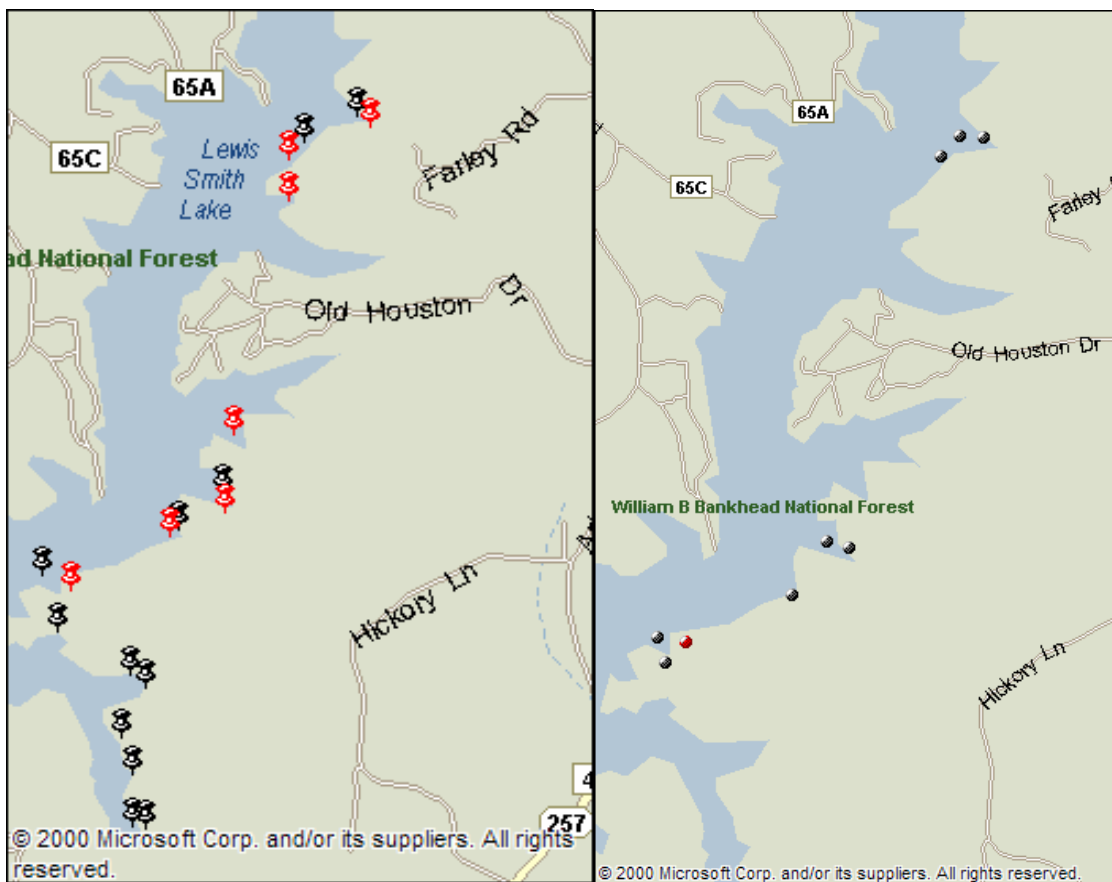 65A
65C
Lewis
Smith
Lake
Farley Rd
ad National Forest
Old Houston Dr
Hickory Ln
4
257
© 2000 Microsoft Corp. and/or its suppliers. All rights
reserved.
65A
65C
Farley
Old Houston Dr
William B Bankhead National Forest
Hickory Ln
© 2000 Microsoft Corp. and/or its suppliers. All rights reserved.